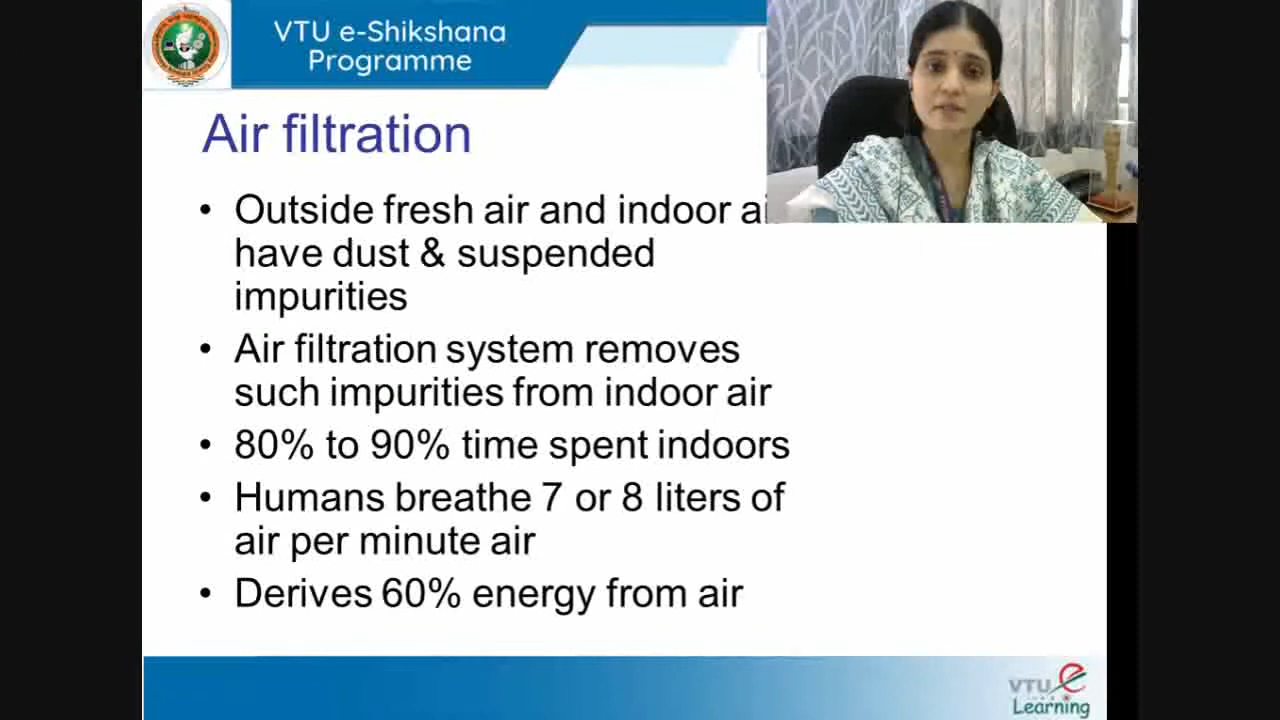 VTU e-Shikshana
Programme
Air filtration
• Outside fresh air and indoor ai
have dust & suspended
impurities
• Air filtration system removes
such impurities from indoor air
• 80% to 90% time spent indoors
• Humans breathe 7 or 8 liters of
air per minute air
• Derives 60% energy from air
VTU e
Learning